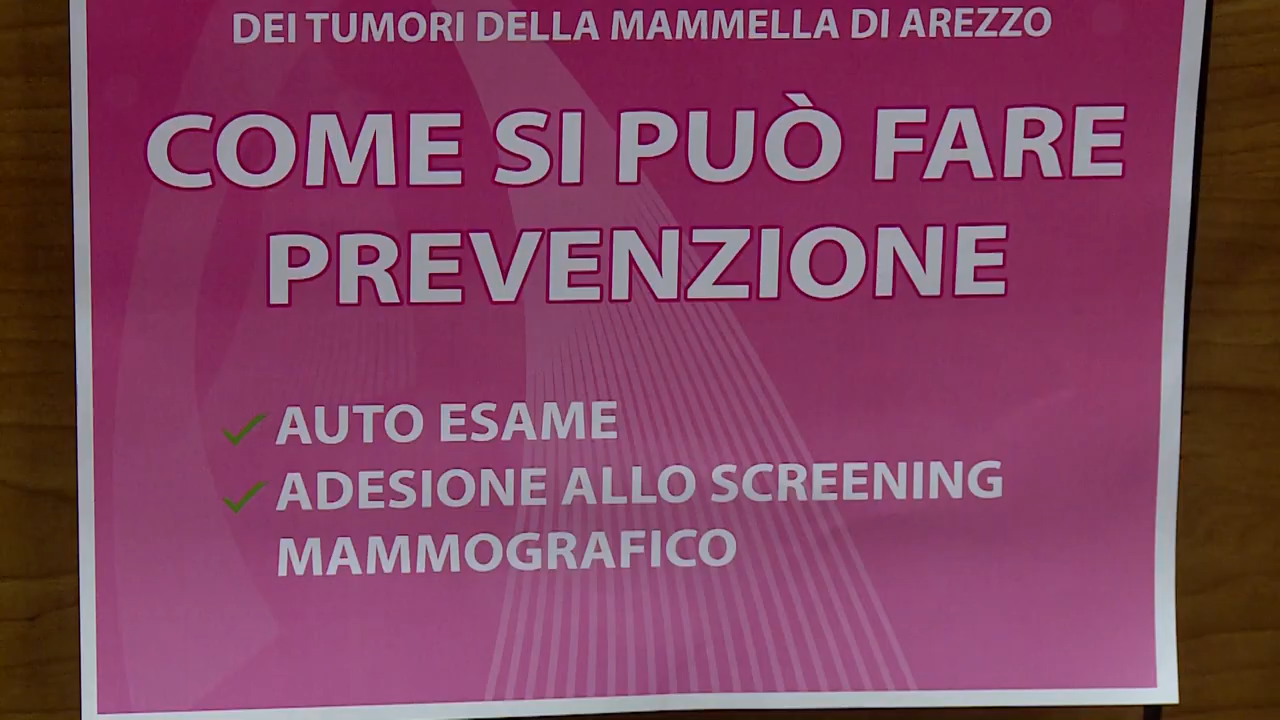 DEI TUMORI DELLA MAMMELLA DI AREZZO
COME SI PUÒ FARE
PREVENZIONE
AUTO ESAME
ADESIONE ALLO SCREENING
MAMMOGRAFICO